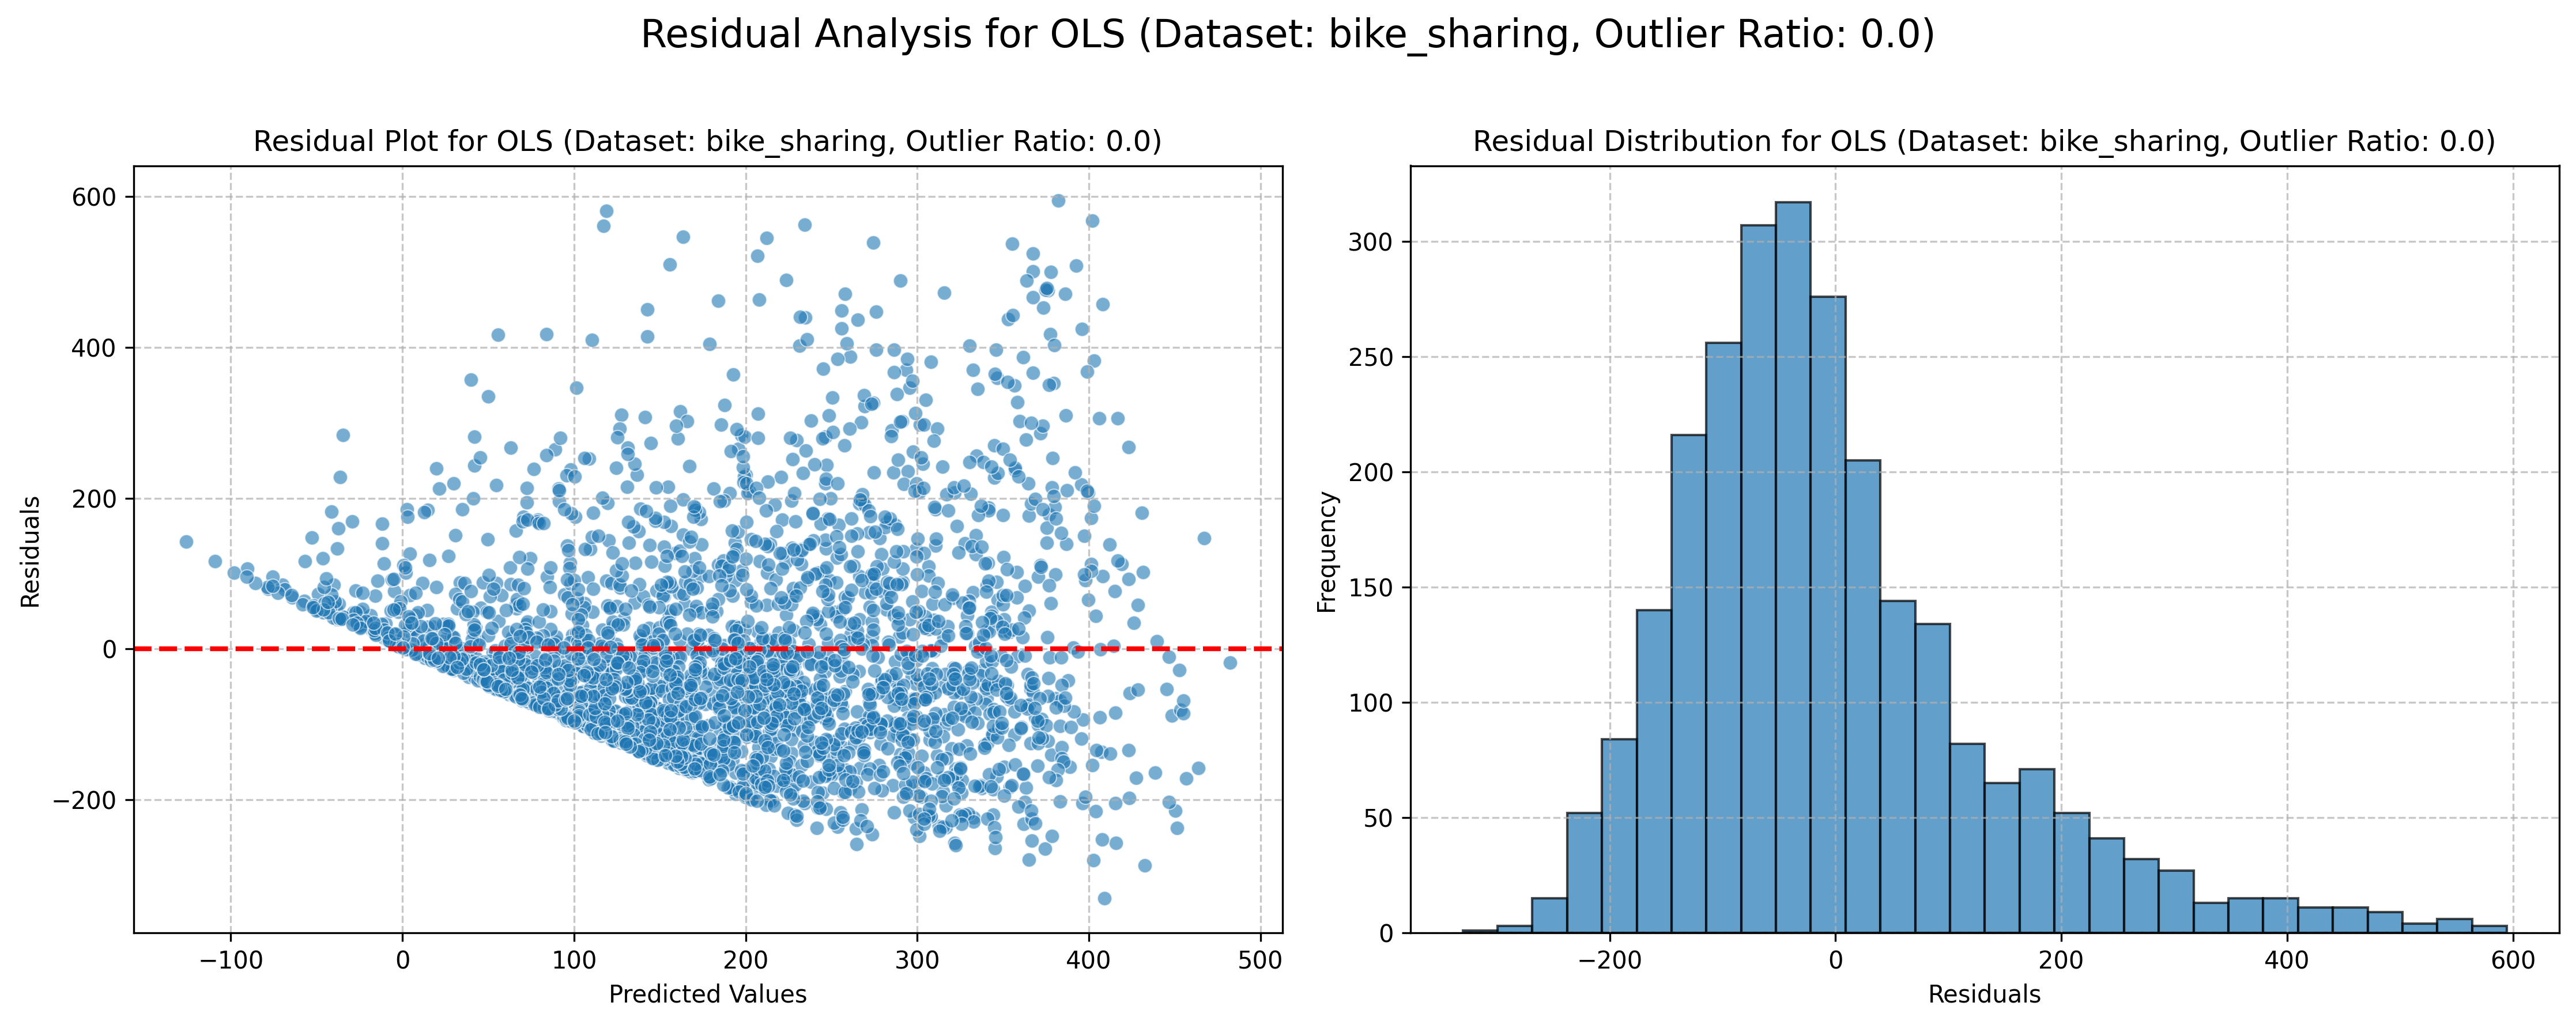 Residual Analysis for OLS (Dataset: bike_sharing, Outlier Ratio: 0.0)
Residual Plot for OLS (Dataset: bike_sharing, Outlier Ratio: 0.0)
600
400
200
0
−200
Residuals
−100 0 100 200 300 400 500
Predicted Values
Residual Distribution for OLS (Dataset: bike_sharing, Outlier Ratio: 0.0)
300
250
200
150
100
50
0
Frequency
−200 0 200 400 600
Residuals